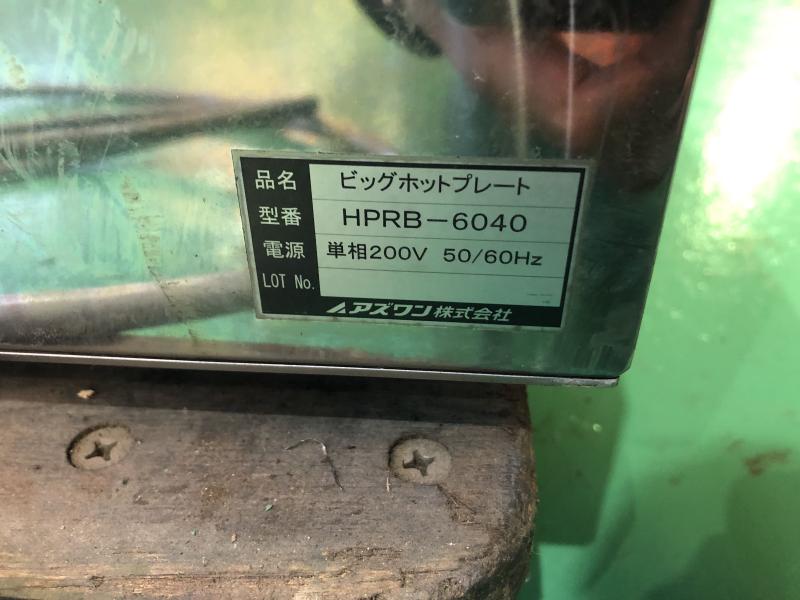 品名 ビッグホットプレート
型番 HPRB-6040
電源 単相200V 50/60Hz
LOT No.
アズワン株式会社